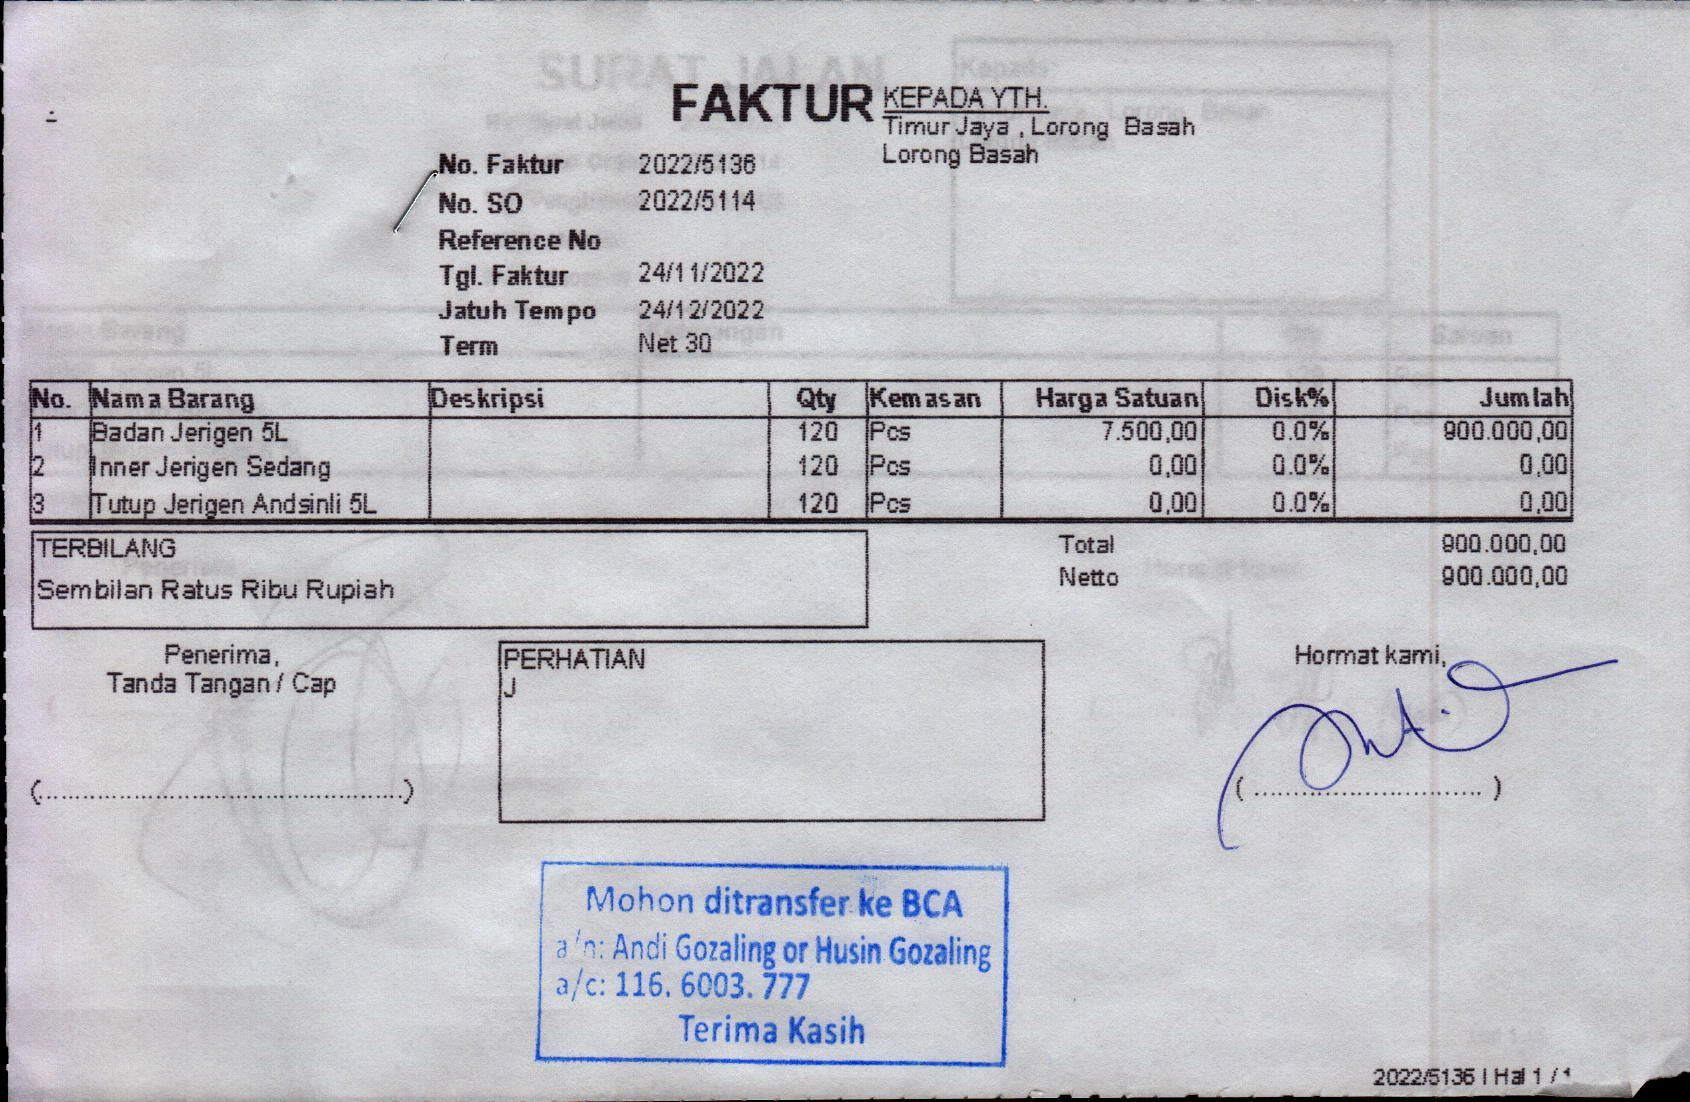 FAKTUR
KEPADA YTH.
Timur Jaya , Lorong Basah
Lorong Basah
No. Faktur 2022/5136
No. SO 2022/5114
Reference No
Tgl. Faktur 24/11/2022
Jatuh Tempo 24/12/2022
Term Net 30
No. Nama Barang Deskripsi Qty Kemasan Harga Satuan Disk% Jumlah
1 Badan Jerigen 5L 120 Pcs 7.500,00 0.0% 900.000,00
2 Inner Jerigen Sedang 120 Pcs 0,00 0.0% 0,00
3 Tutup Jerigen Andsinli 5L 120 Pcs 0,00 0.0% 0,00
TERBILANG
Sembilan Ratus Ribu Rupiah
Total 900.000,00
Netto 900.000,00
Penerima,
Tanda Tangan / Cap
(................................................)
PERHATIAN
J
Hormat kami,
(.............................. )
Mohon ditransfer ke BCA
a/n: Andi Gozaling or Husin Gozaling
a/c: 116. 6003. 777
Terima Kasih
2022/5136 | Hal 1 / 1
SURAT JALAN
Kepada: